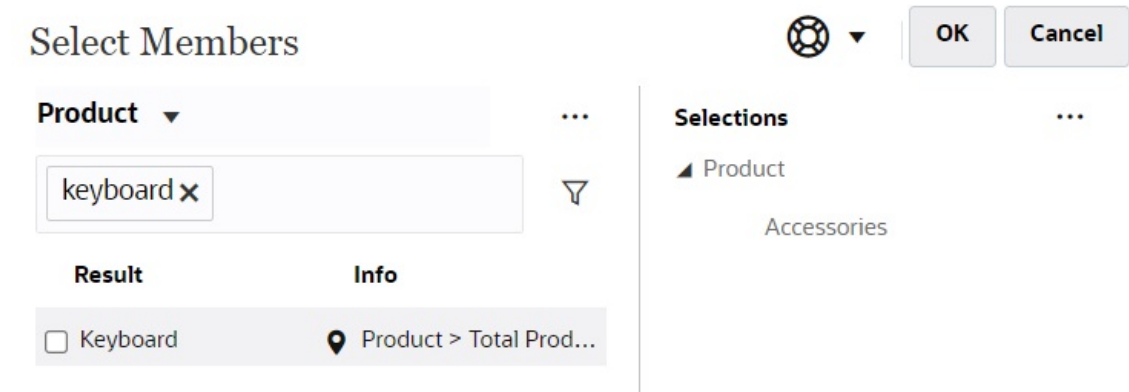 Select Members
OK
Cancel
Product
...
Selections
...
keyboard
Product
Accessories
Result
Info
Keyboard
Product > Total Prod...